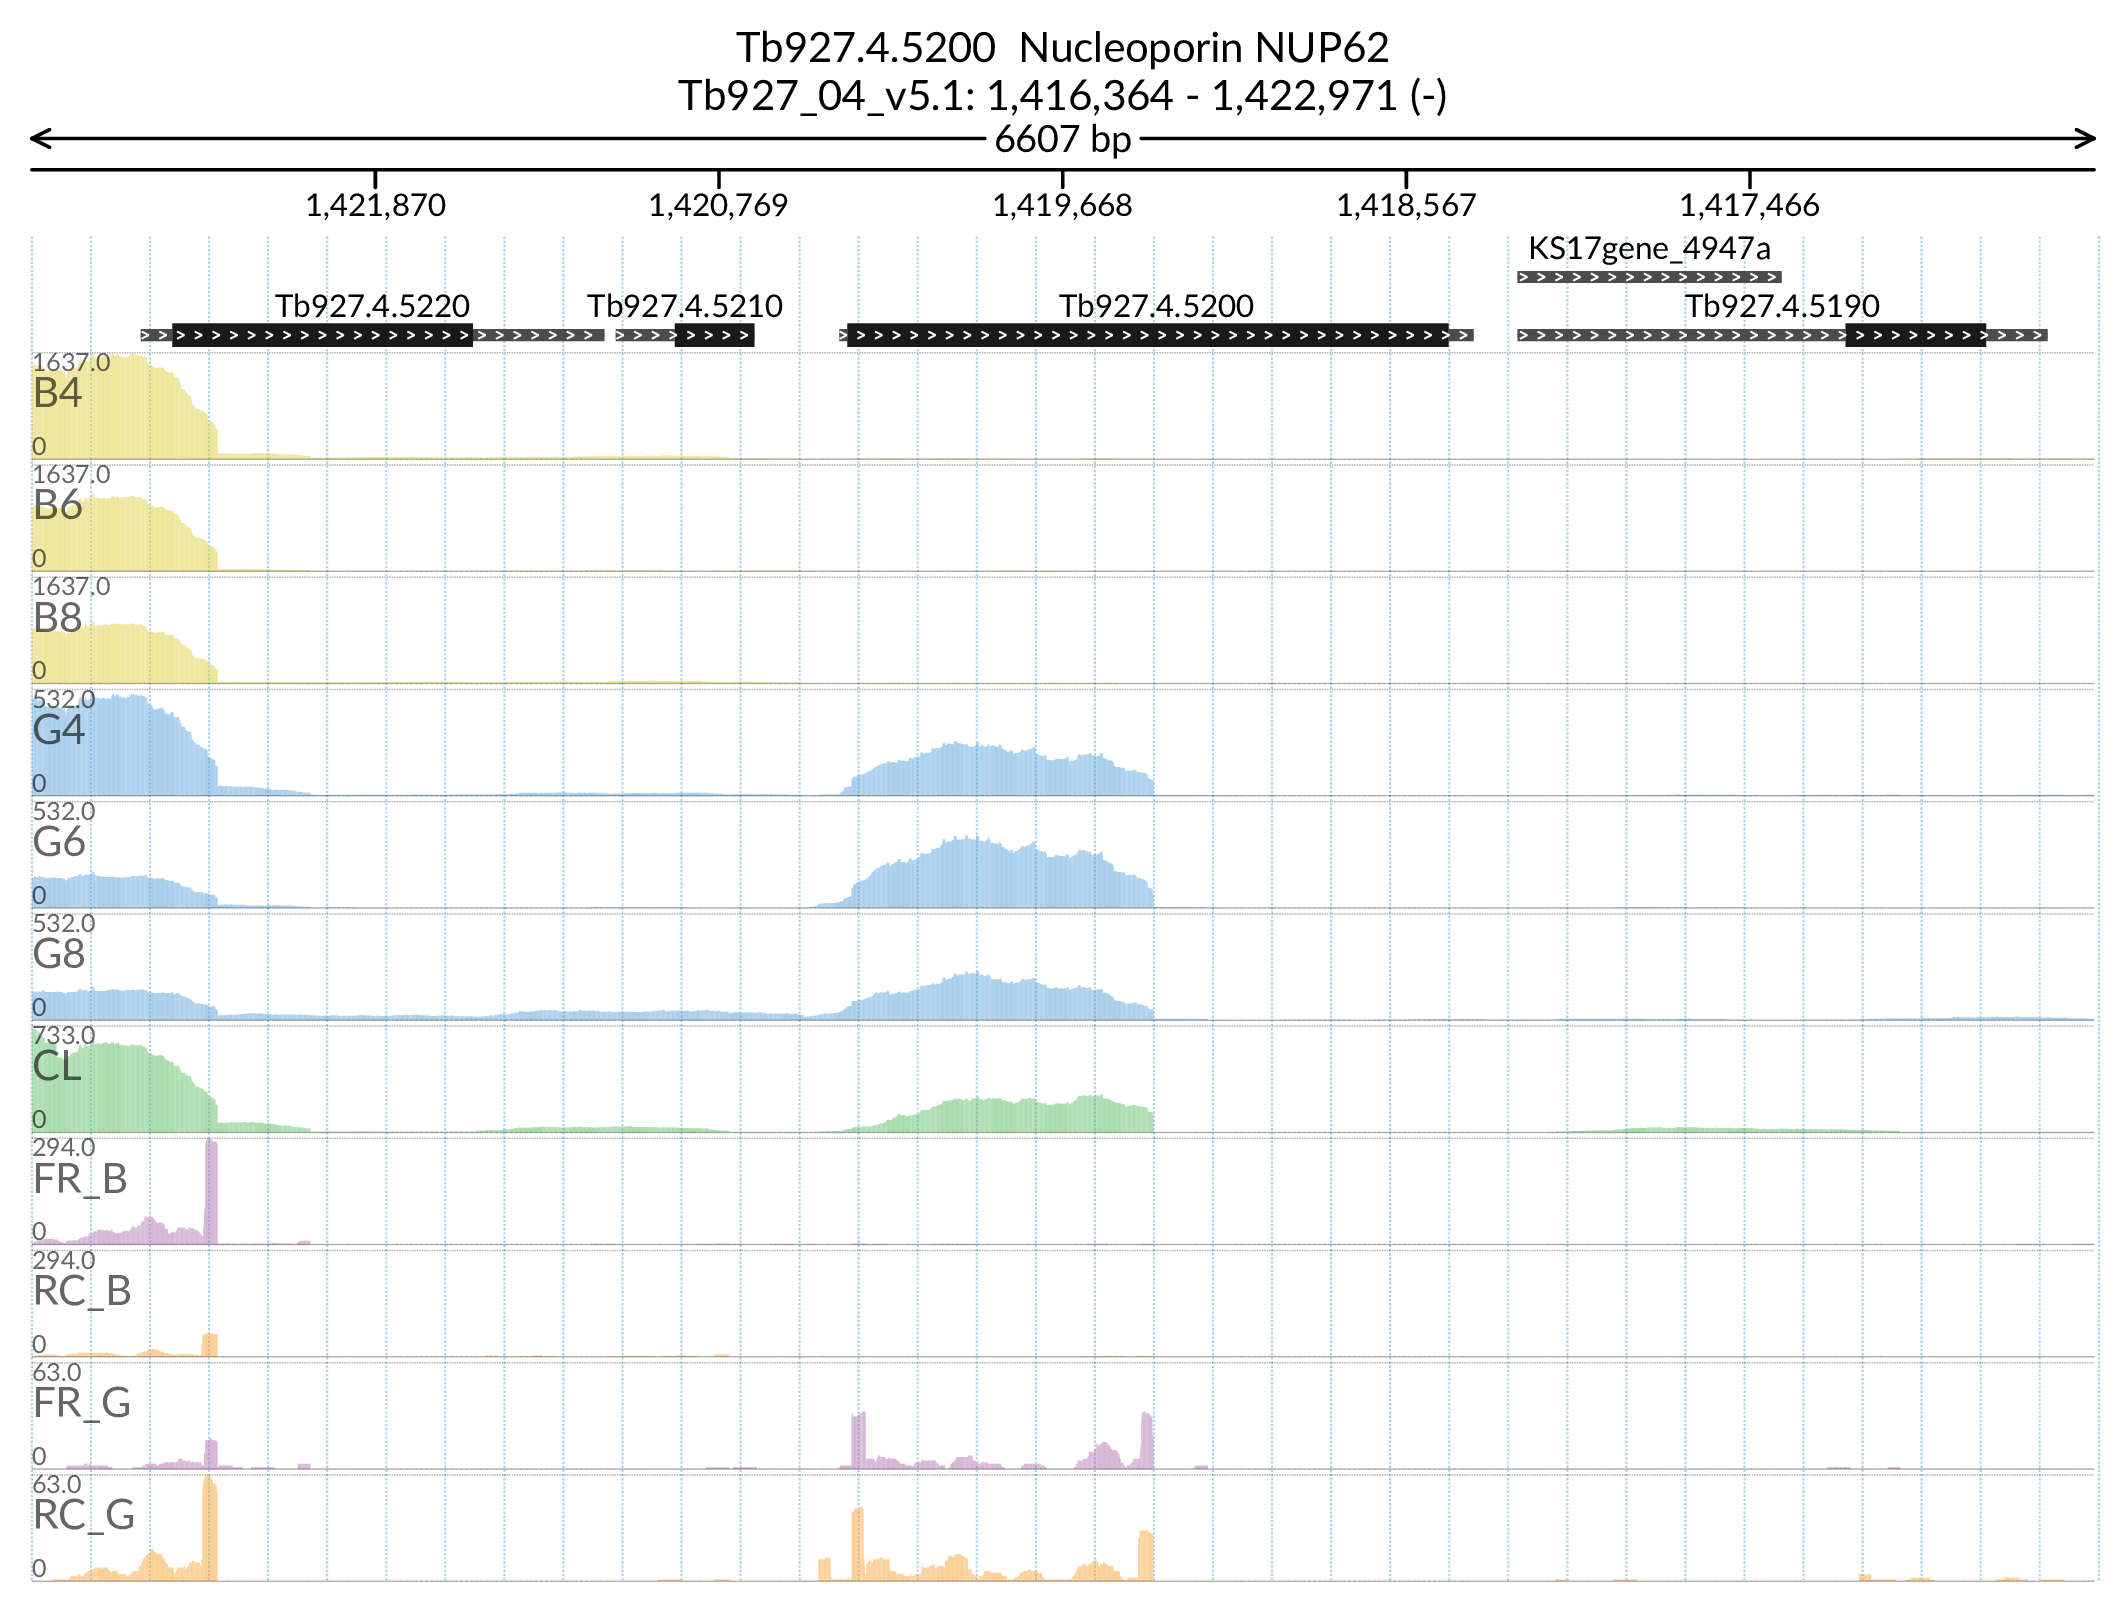 Tb927.4.5200  Nucleoporin NUP62
Tb927_04_v5.1: 1,416,364 - 1,422,971 (-)
6607 bp
1,421,870 1,420,769 1,419,668 1,418,567 1,417,466
KS17gene_4947a
Tb927.4.5220 Tb927.4.5210 Tb927.4.5200 Tb927.4.5190
1637.0
B4
0
1637.0
B6
0
1637.0
B8
0
532.0
G4
0
532.0
G6
0
532.0
G8
0
733.0
CL
0
294.0
FR_B
0
294.0
RC_B
0
63.0
FR_G
0
63.0
RC_G
0